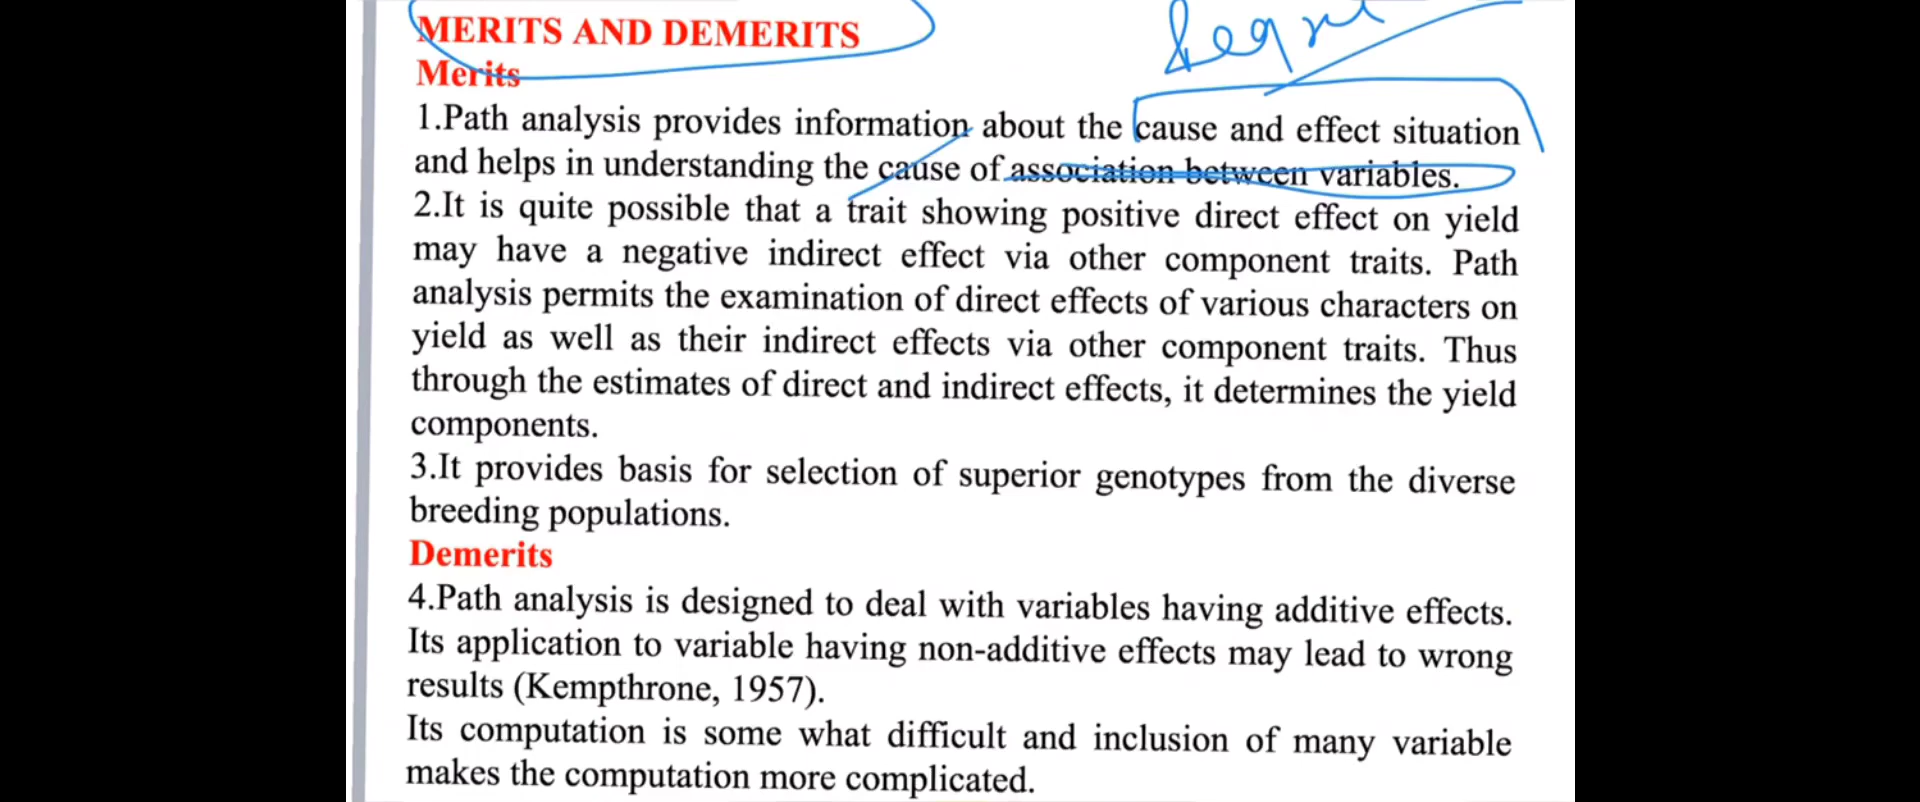 MERITS AND DEMERITS
Merits
1.Path analysis provides information about the cause and effect situation
and helps in understanding the cause of association between variables.
2.It is quite possible that a trait showing positive direct effect on yield
may have a negative indirect effect via other component traits. Path
analysis permits the examination of direct effects of various characters on
yield as well as their indirect effects via other component traits. Thus
through the estimates of direct and indirect effects, it determines the yield
components.
3.It provides basis for selection of superior genotypes from the diverse
breeding populations.
Demerits
4.Path analysis is designed to deal with variables having additive effects.
Its application to variable having non-additive effects may lead to wrong
results (Kempthrone, 1957).
Its computation is some what difficult and inclusion of many variable
makes the computation more complicated.